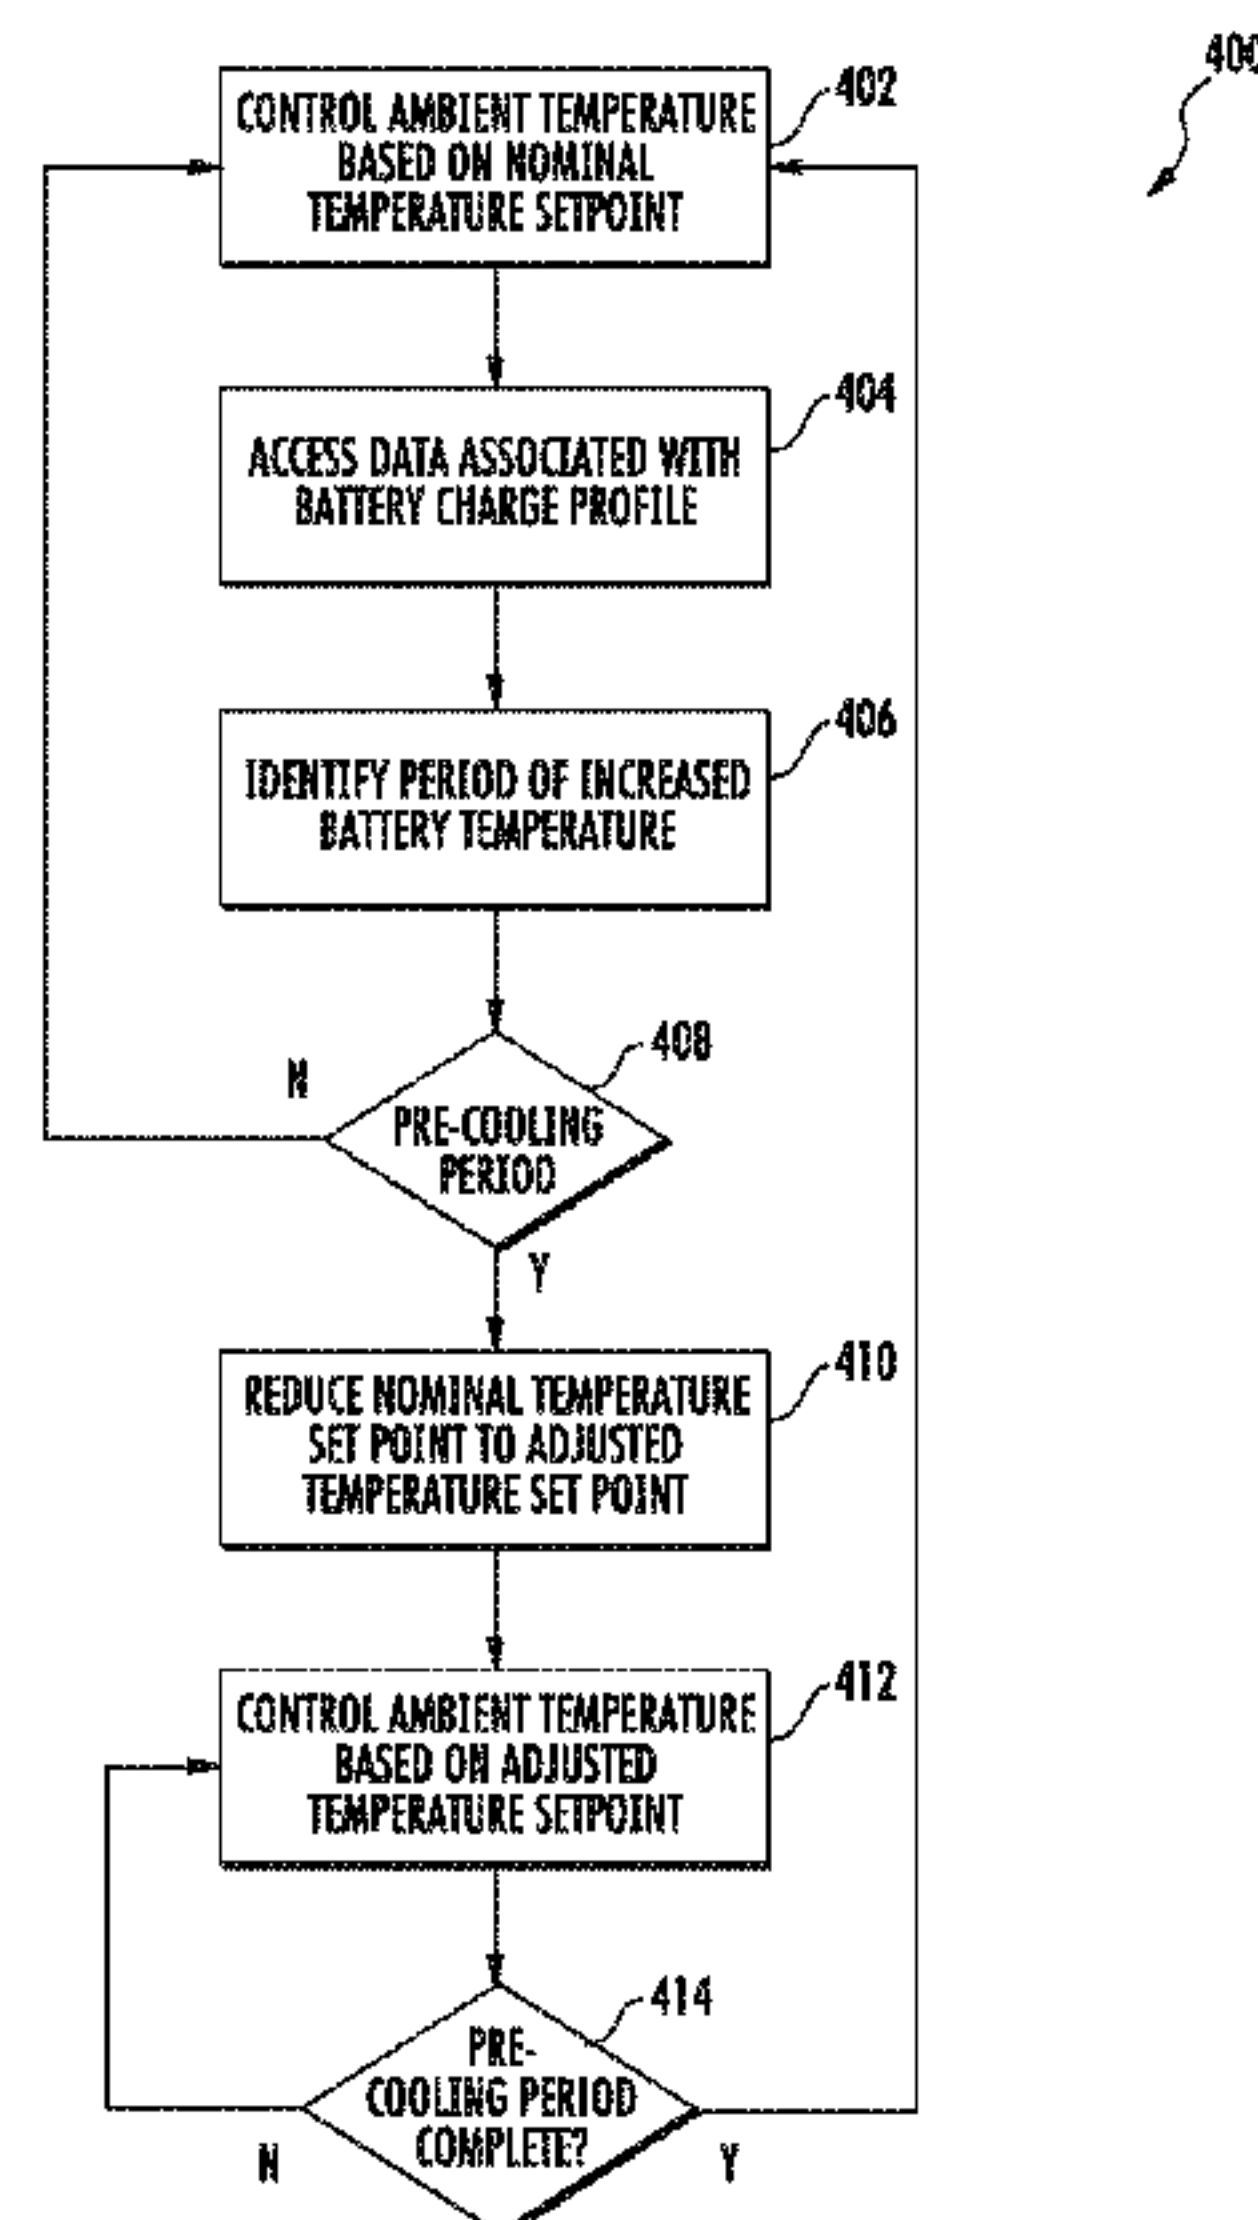 400
CONTROL AMBIENT TEMPERATURE
BASED ON NOMINAL
TEMPERATURE SETPOINT
402
ACCESS DATA ASSOCIATED WITH
BATTERY CHARGE PROFILE
404
IDENTIFY PERIOD OF INCREASED
BATTERY TEMPERATURE
406
PRE-COOLING
PERIOD
408
N
Y
REDUCE NOMINAL TEMPERATURE
SET POINT TO ADJUSTED
TEMPERATURE SET POINT
410
CONTROL AMBIENT TEMPERATURE
BASED ON ADJUSTED
TEMPERATURE SETPOINT
412
PRE-
COOLING PERIOD
COMPLETE?
414
N
Y